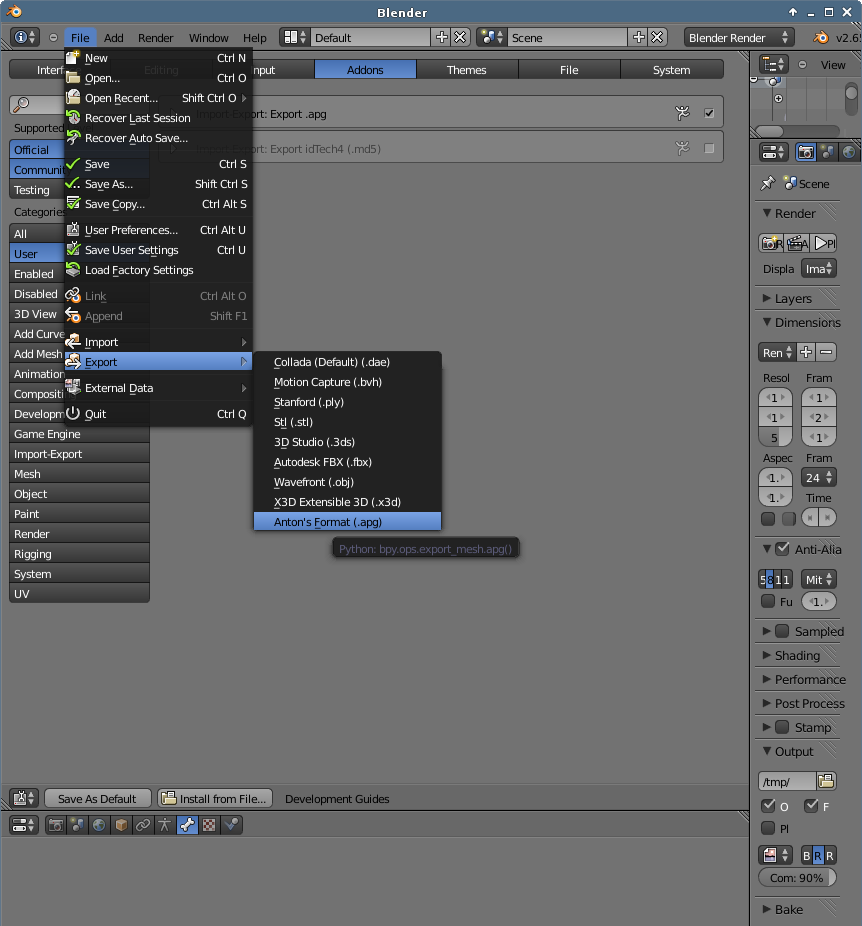 Blender
File Add Render Window Help Default Scene Blender Render v2.6
Interf Editing nput Addons Themes File System
View
New Ctrl N
Open... Ctrl O
Open Recent... Shift Ctrl O
Recover Last Session
Recover Auto Save...
Save Ctrl S
Save As... Shift Ctrl S
Save Copy... Ctrl Alt S
User Preferences... Ctrl Alt U
Save User Settings Ctrl U
Load Factory Settings
Link Ctrl Alt O
Append Shift F1
Import
Export
External Data
Quit Ctrl Q
Import-Export: Export .apg
Export: Export idTech4 (.md5)
Supported
Official
Commun
Testing
Categorie
All
User
Enabled
Disabled
3D View
Add Curve
Add Mesh
Animation
Compositi
Developm
Game Engine
Import-Export
Mesh
Object
Paint
Render
Rigging
System
UV
Collada (Default) (.dae)
Motion Capture (.bvh)
Stanford (.ply)
Stl (.stl)
3D Studio (.3ds)
Autodesk FBX (.fbx)
Wavefront (.obj)
X3D Extensible 3D (.x3d)
Anton's Format (.apg)
Python: bpy.ops.export_mesh.apg()
Save As Default Install from File... Development Guides
Scene
Render
R A Pl
Displa Ima
Layers
Dimensions
Ren
Resol Fram
1 1
1 2
5 1
Aspec Fram
1. 24
1. Time
Anti-Alia
5 8 11 Mit
Fu 1.
Sampled
Shading
Performance
Post Process
Stamp
Output
/tmp/
O F
Pl
B R R
Com: 90%
Bake